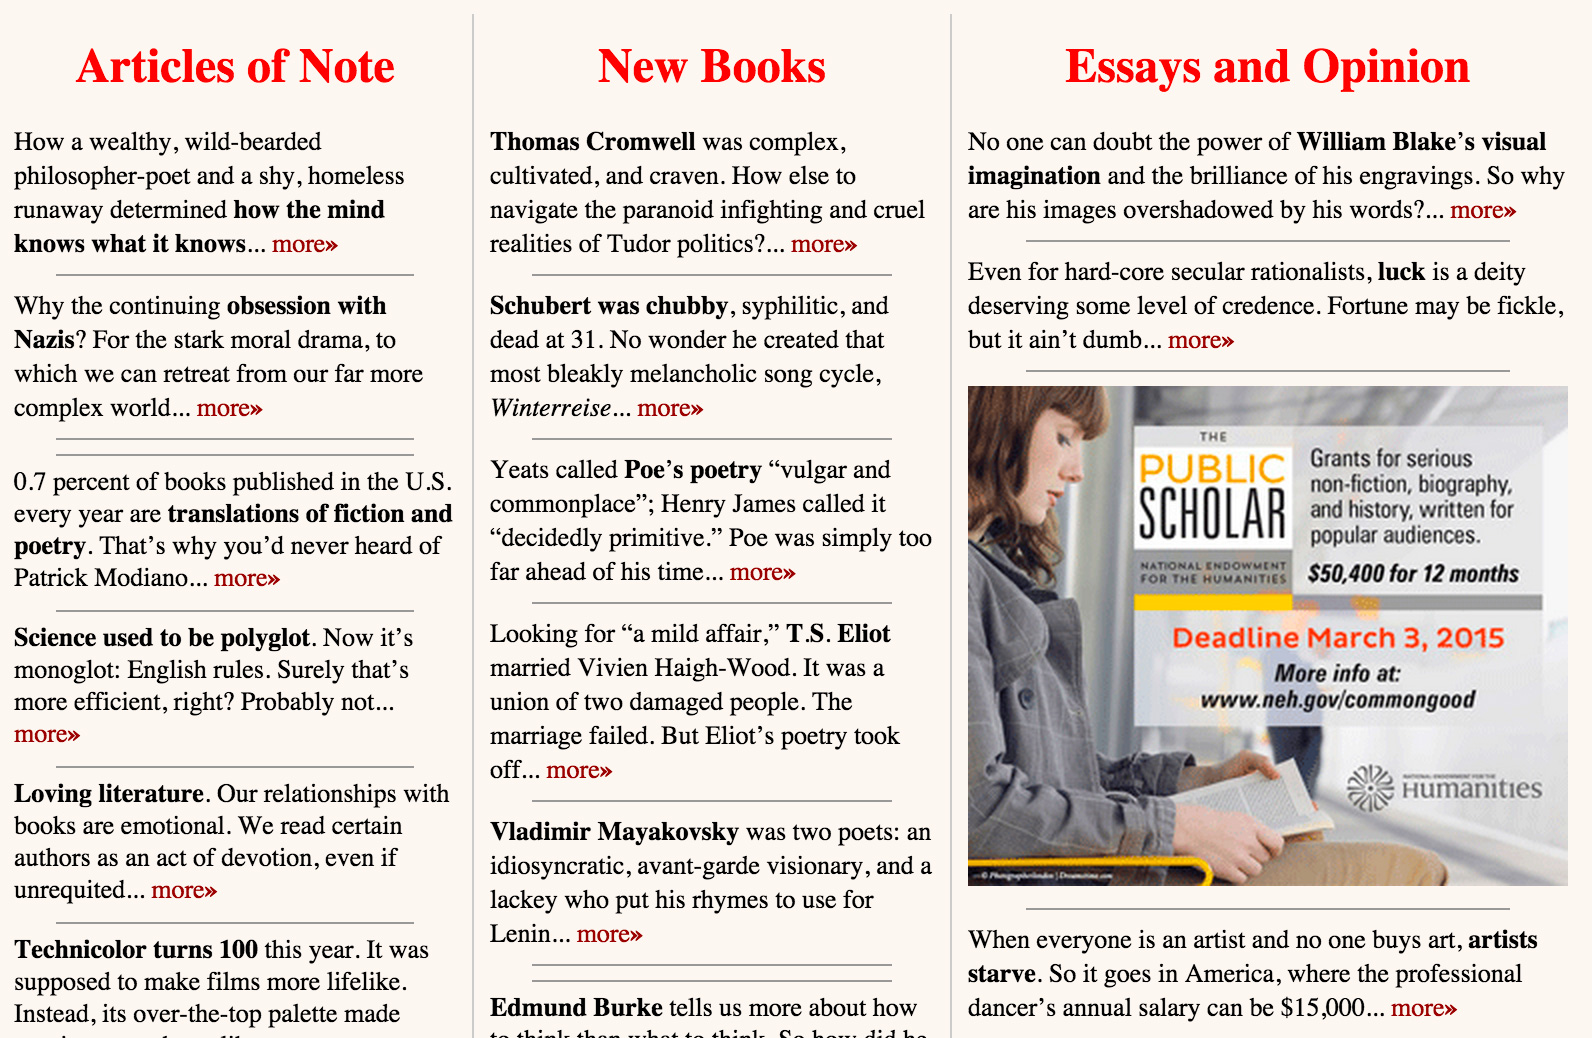 Articles of Note
How a wealthy, wild-bearded
philosopher-poet and a shy, homeless
runaway determined how the mind
knows what it knows... more»
Why the continuing obsession with
Nazis? For the stark moral drama, to
which we can retreat from our far more
complex world... more»
0.7 percent of books published in the U.S.
every year are translations of fiction and
poetry. That’s why you’d never heard of
Patrick Modiano... more»
Science used to be polyglot. Now it’s
monoglot: English rules. Surely that’s
more efficient, right? Probably not...
more»
Loving literature. Our relationships with
books are emotional. We read certain
authors as an act of devotion, even if
unrequited... more»
Technicolor turns 100 this year. It was
supposed to make films more lifelike.
Instead, its over-the-top palette made
New Books
Thomas Cromwell was complex,
cultivated, and craven. How else to
navigate the paranoid infighting and cruel
realities of Tudor politics?... more»
Schubert was chubby, syphilitic, and
dead at 31. No wonder he created that
most bleakly melancholic song cycle,
Winterreise... more»
Yeats called Poe’s poetry “vulgar and
commonplace”; Henry James called it
“decidedly primitive.” Poe was simply too
far ahead of his time... more»
Looking for “a mild affair,” T.S. Eliot
married Vivien Haigh-Wood. It was a
union of two damaged people. The
marriage failed. But Eliot’s poetry took
off... more»
Vladimir Mayakovsky was two poets: an
idiosyncratic, avant-garde visionary, and a
lackey who put his rhymes to use for
Lenin... more»
Edmund Burke tells us more about how
to think than what to think. So how did he
Essays and Opinion
No one can doubt the power of William Blake’s visual
imagination and the brilliance of his engravings. So why
are his images overshadowed by his words?... more»
Even for hard-core secular rationalists, luck is a deity
deserving some level of credence. Fortune may be fickle,
but it ain’t dumb... more»
THE
PUBLIC
SCHOLAR
NATIONAL ENDOWMENT
FOR THE HUMANITIES
Grants for serious
non-fiction, biography,
and history, written for
popular audiences.
$50,400 for 12 months
Deadline March 3, 2015
More info at:
www.neh.gov/commongood
NATIONAL ENDOWMENT FOR THE
Humanities
© Photographerlondon | Dreamstime.com
When everyone is an artist and no one buys art, artists
starve. So it goes in America, where the professional
dancer’s annual salary can be $15,000... more»